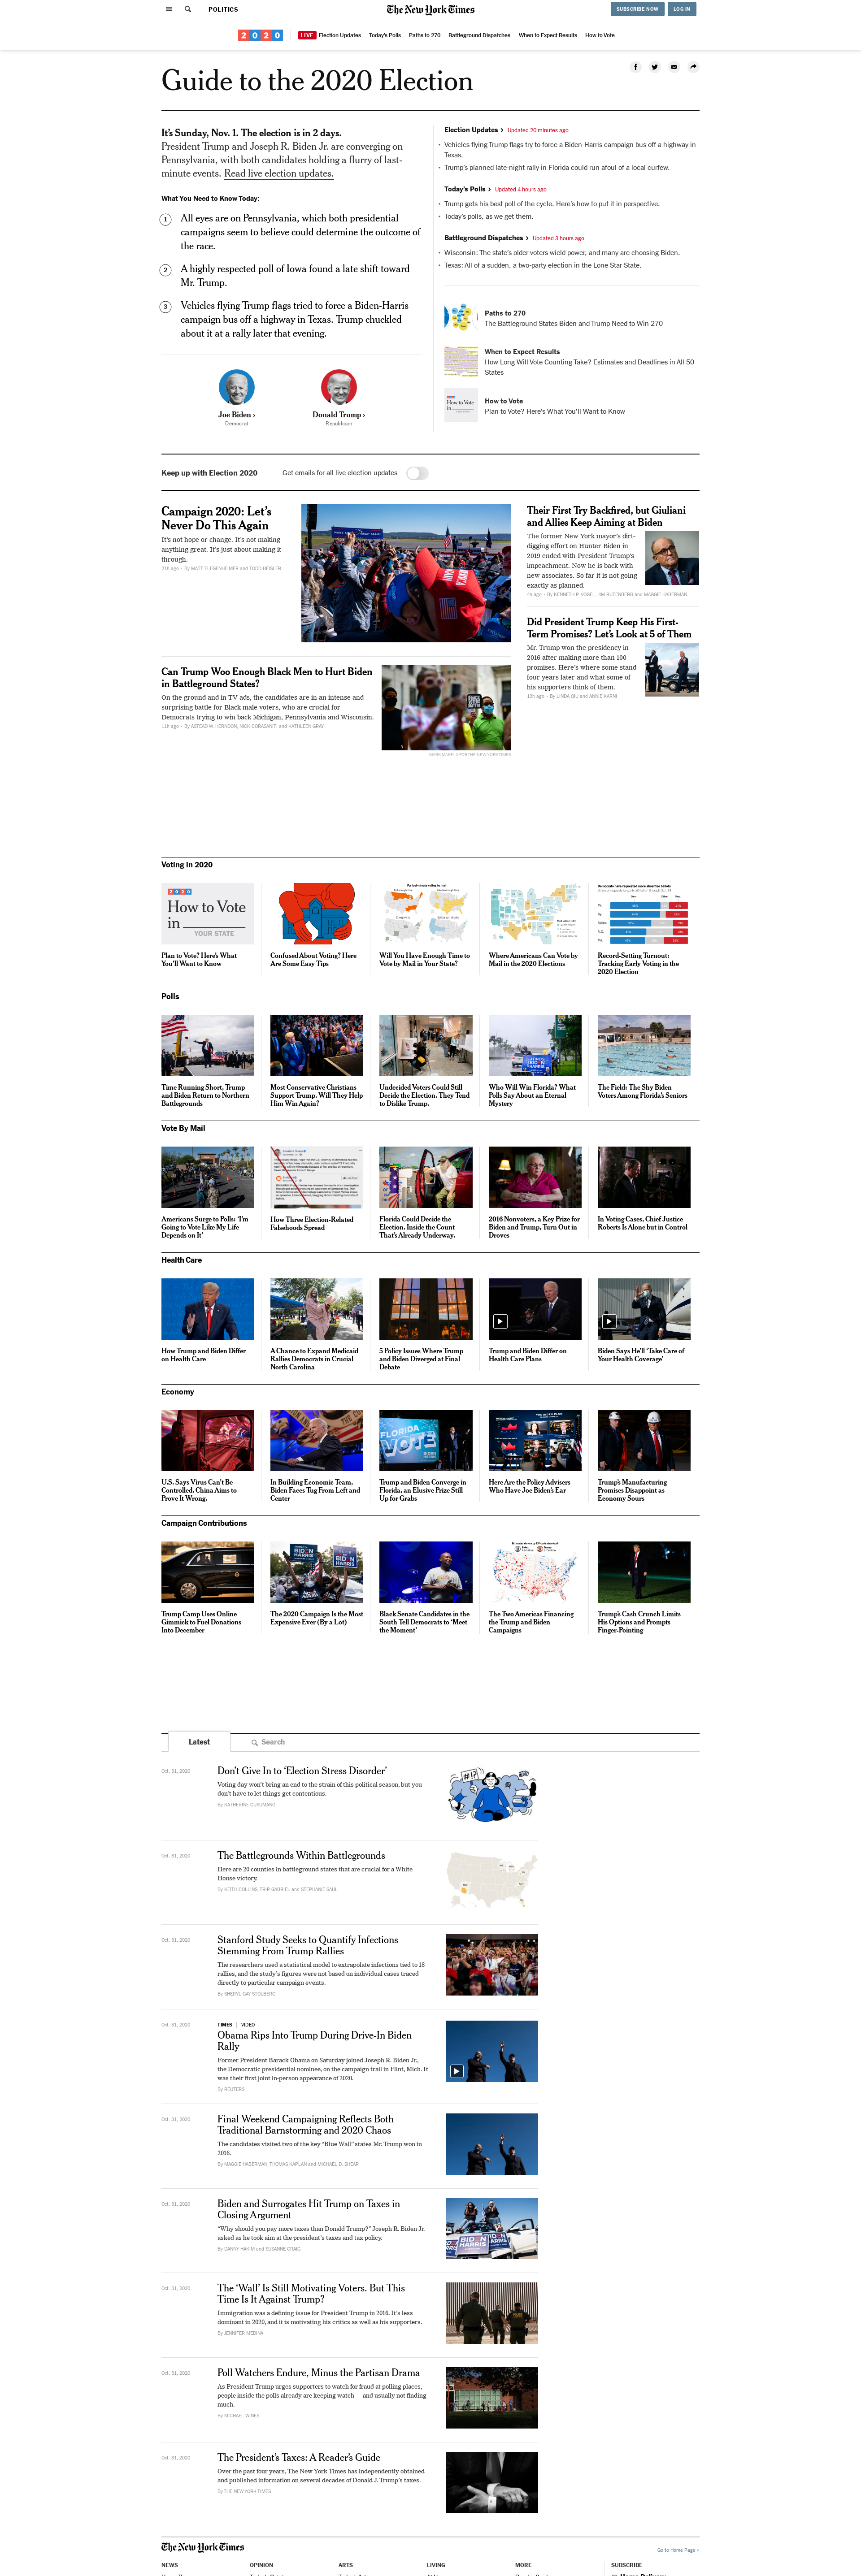 POLITICS
The New York Times
SUBSCRIBE NOW
LOG IN
2020
LIVE
Election Updates
Today's Polls
Paths to 270
Battleground Dispatches
When to Expect Results
How to Vote
Guide to the 2020 Election
It's Sunday, Nov. 1. The election is in 2 days.
President Trump and Joseph R. Biden Jr. are converging on
Pennsylvania, with both candidates holding a flurry of last-
minute events. Read live election updates.
What You Need to Know Today:
1 All eyes are on Pennsylvania, which both presidential
campaigns seem to believe could determine the outcome of
the race.
2 A highly respected poll of Iowa found a late shift toward
Mr. Trump.
3 Vehicles flying Trump flags tried to force a Biden-Harris
campaign bus off a highway in Texas. Trump chuckled
about it at a rally later that evening.
Joe Biden ›
Democrat
Donald Trump ›
Republican
Election Updates › Updated 20 minutes ago
• Vehicles flying Trump flags try to force a Biden-Harris campaign bus off a highway in
Texas.
• Trump's planned late-night rally in Florida could run afoul of a local curfew.
Today's Polls › Updated 4 hours ago
• Trump gets his best poll of the cycle. Here's how to put it in perspective.
• Today's polls, as we get them.
Battleground Dispatches › Updated 3 hours ago
• Wisconsin: The state's older voters wield power, and many are choosing Biden.
• Texas: All of a sudden, a two-party election in the Lone Star State.
Paths to 270
The Battleground States Biden and Trump Need to Win 270
When to Expect Results
How Long Will Vote Counting Take? Estimates and Deadlines in All 50
States
How to Vote
in
How to Vote
Plan to Vote? Here's What You'll Want to Know
Keep up with Election 2020
Get emails for all live election updates
Campaign 2020: Let's
Never Do This Again
It's not hope or change. It's not making
anything great. It's just about making it
through.
21h ago · By MATT FLEGENHEIMER and TODD HEISLER
Their First Try Backfired, but Giuliani
and Allies Keep Aiming at Biden
The former New York mayor's dirt-
digging effort on Hunter Biden in
2019 ended with President Trump's
impeachment. Now he is back with
new associates. So far it is not going
exactly as planned.
4h ago · By KENNETH P. VOGEL, JIM RUTENBERG and MAGGIE HABERMAN
Did President Trump Keep His First-
Term Promises? Let's Look at 5 of Them
Mr. Trump won the presidency in
2016 after making more than 100
promises. Here's where some stand
four years later and what some of
his supporters think of them.
13h ago · By LINDA QIU and ANNIE KARNI
Can Trump Woo Enough Black Men to Hurt Biden
in Battleground States?
On the ground and in TV ads, the candidates are in an intense and
surprising battle for Black male voters, who are crucial for
Democrats trying to win back Michigan, Pennsylvania and Wisconsin.
11h ago · By ASTEAD W. HERNDON, NICK CORASANITI and KATHLEEN GRAY
Voting in 2020
2020
How to Vote
in
YOUR STATE
Plan to Vote? Here's What
You'll Want to Know
Confused About Voting? Here
Are Some Easy Tips
Will You Have Enough Time to
Vote by Mail in Your State?
Where Americans Can Vote by
Mail in the 2020 Elections
Record-Setting Turnout:
Tracking Early Voting in the
2020 Election
Polls
Time Running Short, Trump
and Biden Return to Northern
Battlegrounds
Most Conservative Christians
Support Trump. Will They Help
Him Win Again?
Undecided Voters Could Still
Decide the Election. They Tend
to Dislike Trump.
Who Will Win Florida? What
Polls Say About an Eternal
Mystery
The Field: The Shy Biden
Voters Among Florida's Seniors
Vote By Mail
Americans Surge to Polls: 'I'm
Going to Vote Like My Life
Depends on It'
How Three Election-Related
Falsehoods Spread
Florida Could Decide the
Election. Inside the Count
That's Already Underway.
2016 Nonvoters, a Key Prize for
Biden and Trump, Turn Out in
Droves
In Voting Cases, Chief Justice
Roberts Is Alone but in Control
Health Care
How Trump and Biden Differ
on Health Care
A Chance to Expand Medicaid
Rallies Democrats in Crucial
North Carolina
5 Policy Issues Where Trump
and Biden Diverged at Final
Debate
Trump and Biden Differ on
Health Care Plans
Biden Says He'll 'Take Care of
Your Health Coverage'
Economy
FLORIDA
VOTE
U.S. Says Virus Can't Be
Controlled. China Aims to
Prove It Wrong.
In Building Economic Team,
Biden Faces Tug From Left and
Center
Trump and Biden Converge in
Florida, an Elusive Prize Still
Up for Grabs
Here Are the Policy Advisers
Who Have Joe Biden's Ear
Trump's Manufacturing
Promises Disappoint as
Economy Sours
Campaign Contributions
BIDEN
HARRIS
Trump Camp Uses Online
Gimmick to Fuel Donations
Into December
The 2020 Campaign Is the Most
Expensive Ever (By a Lot)
Black Senate Candidates in the
South Tell Democrats to 'Meet
the Moment'
The Two Americas Financing
the Trump and Biden
Campaigns
Trump's Cash Crunch Limits
His Options and Prompts
Finger-Pointing
Latest
Search
Oct. 31, 2020
Don't Give In to 'Election Stress Disorder'
Voting day won't bring an end to the strain of this political season, but you
don't have to let things get contentious.
By KATHERINE CUSUMANO
Oct. 31, 2020
The Battlegrounds Within Battlegrounds
Here are 20 counties in battleground states that are crucial for a White
House victory.
By KEITH COLLINS, TRIP GABRIEL and STEPHANIE SAUL
Oct. 31, 2020
Stanford Study Seeks to Quantify Infections
Stemming From Trump Rallies
The researchers used a statistical model to extrapolate infections tied to 18
rallies, and the study's figures were not based on individual cases traced
directly to particular campaign events.
By SHERYL GAY STOLBERG
Oct. 31, 2020
TIMES | VIDEO
Obama Rips Into Trump During Drive-In Biden
Rally
Former President Barack Obama on Saturday joined Joseph R. Biden Jr.,
the Democratic presidential nominee, on the campaign trail in Flint, Mich. It
was their first joint in-person appearance of 2020.
By REUTERS
Oct. 31, 2020
Final Weekend Campaigning Reflects Both
Traditional Barnstorming and 2020 Chaos
The candidates visited two of the key "Blue Wall" states Mr. Trump won in
2016.
By MAGGIE HABERMAN, THOMAS KAPLAN and MICHAEL D. SHEAR
Oct. 31, 2020
Biden and Surrogates Hit Trump on Taxes in
Closing Argument
"Why should you pay more taxes than Donald Trump?" Joseph R. Biden Jr.
asked as he took aim at the president's taxes and tax policy.
By DANNY HAKIM and SUSANNE CRAIG
Oct. 31, 2020
The 'Wall' Is Still Motivating Voters. But This
Time Is It Against Trump?
Immigration was a defining issue for President Trump in 2016. It's less
dominant in 2020, and it is motivating his critics as well as his supporters.
By JENNIFER MEDINA
Oct. 31, 2020
Poll Watchers Endure, Minus the Partisan Drama
As President Trump urges supporters to watch for fraud at polling places,
people inside the polls already are keeping watch — and usually not finding
much.
By MICHAEL WINES
Oct. 31, 2020
The President's Taxes: A Reader's Guide
Over the past four years, The New York Times has independently obtained
and published information on several decades of Donald J. Trump's taxes.
By THE NEW YORK TIMES
The New York Times
Go to Home Page »
NEWS
OPINION
ARTS
LIVING
MORE
SUBSCRIBE